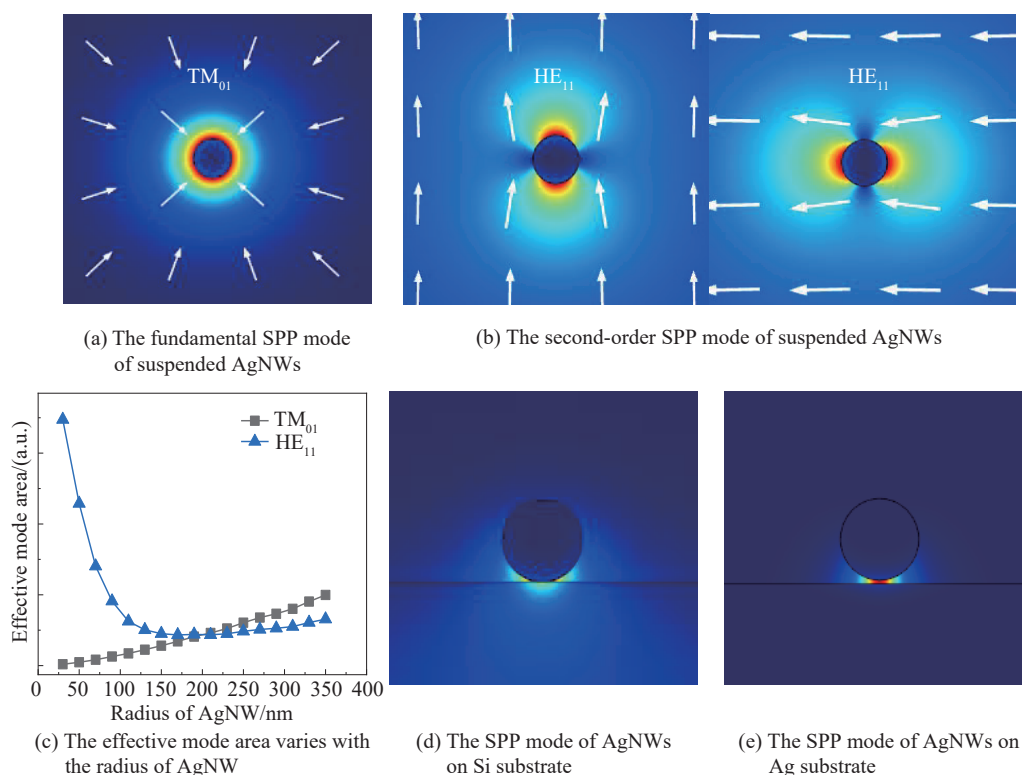 TM₀₁
HE₁₁
HE₁₁
(a) The fundamental SPP mode
of suspended AgNWs
(b) The second-order SPP mode of suspended AgNWs
TM₀₁
HE₁₁
Effective mode area/(a.u.)
0 50 100 150 200 250 300 350 400
Radius of AgNW/nm
(c) The effective mode area varies with
the radius of AgNW
(d) The SPP mode of AgNWs
on Si substrate
(e) The SPP mode of AgNWs on
Ag substrate